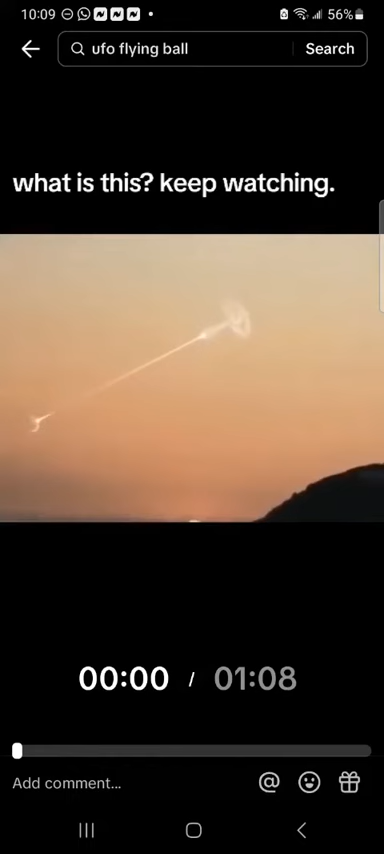 10:09
56%
ufo flying ball
Search
what is this? keep watching.
00:00 / 01:08
Add comment...